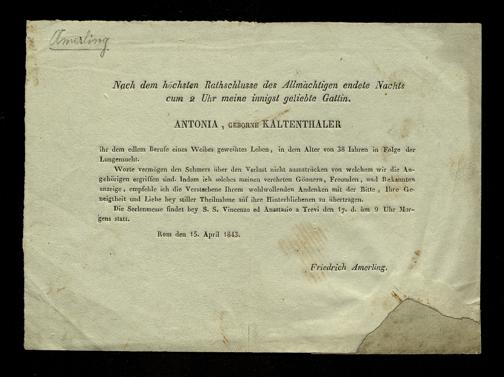 Amerling
Nach dem höchsten Rathschlusse des Allmächtigen endete Nachts
cum 2 Uhr meine innigst geliebte Gattin.
ANTONIA, GEBORNE KALTENTHALER
ihr dem edlem Berufe eines Weibes geweihtes Leben, in dem Alter von 38 Iahren in Folge der
Lungensucht.
Worte vermögen den Schmerz über den Verlust nicht auszdrücken von welchem wir die An-
gehörigen ergriffen sind. Indem ich solches meinen verehrten Gönnern, Freunden, und Bekannten
anzeige, empfehle ich die Verstorbene Ihrem wohlwollenden Andenken mit der Bitte, Ihre Ge-
neigtheit und Liebe bey stiller Theilnahme auf ihre Hinterbliebenen zu übertragen.
Die Seelenmesse findet bey S. S. Vincenzo ed Anastasio a Trevi den 17. d. um 9 Uhr Mor-
gens statt.
Rom den 15. April 1843.
Friedrich Amerling.